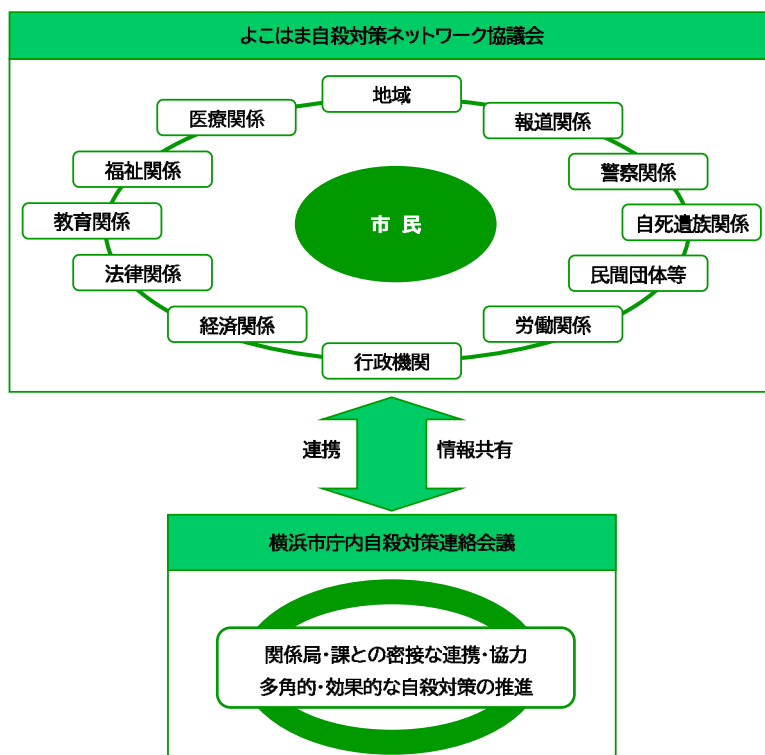 よこはま自殺対策ネットワーク協議会
地域
医療関係
報道関係
福祉関係
警察関係
教育関係
市 民
自死遺族関係
法律関係
民間団体等
経済関係
労働関係
行政機関
連携
情報共有
横浜市庁内自殺対策連絡会議
関係局・課との密接な連携・協力
多角的・効果的な自殺対策の推進